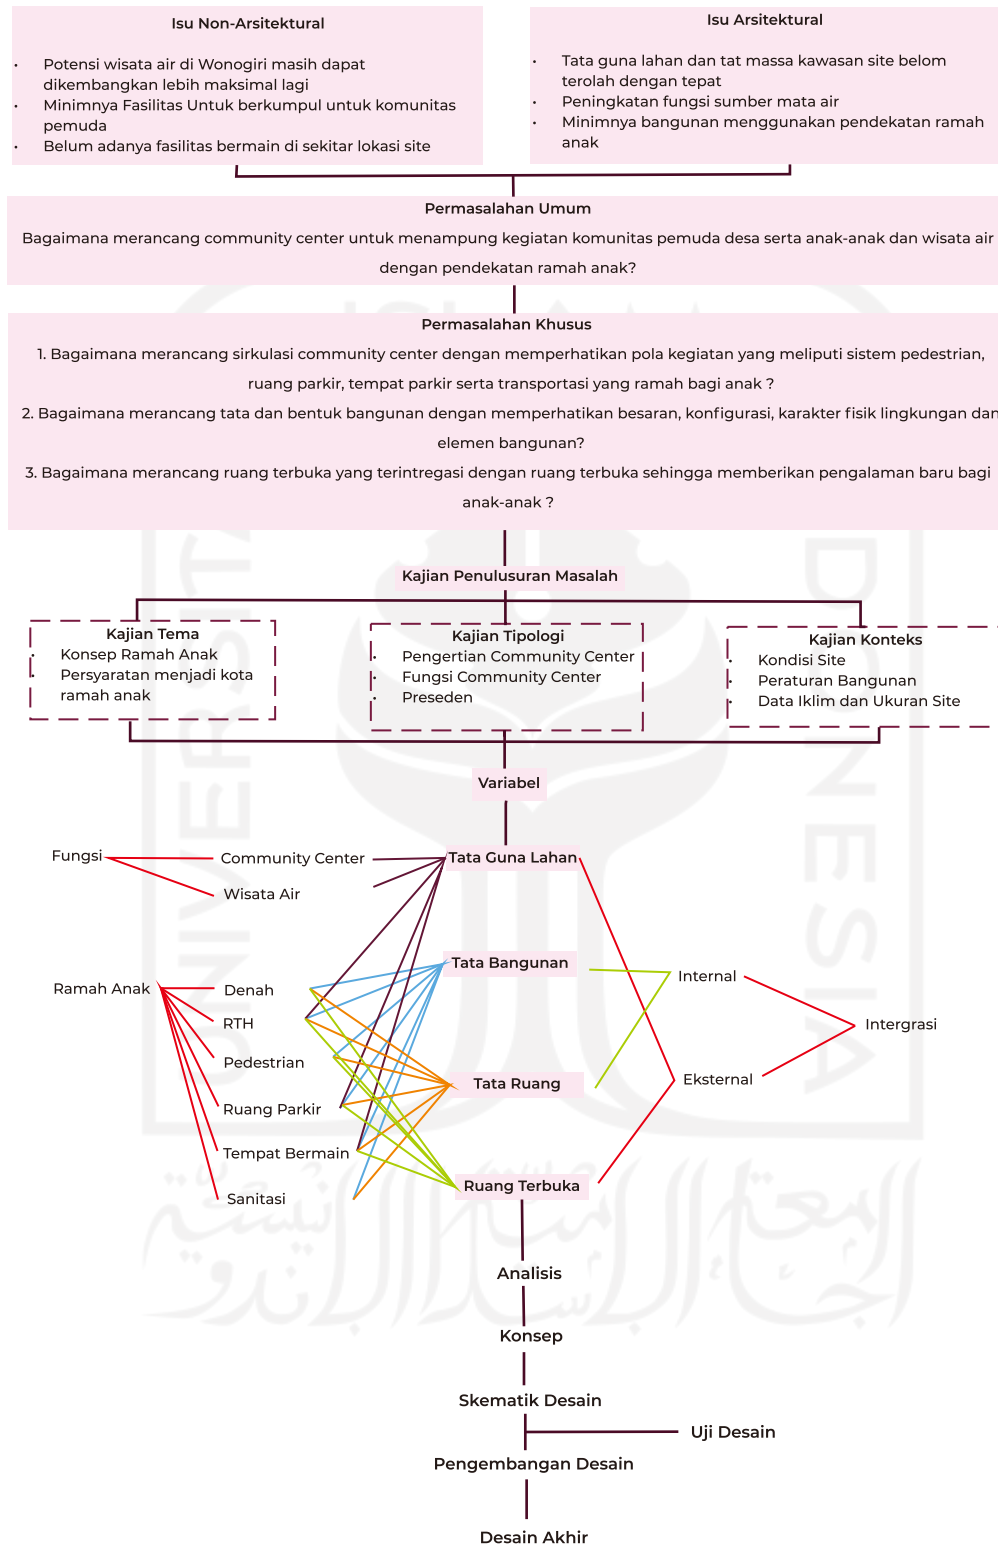 Isu Non-Arsitektural
• Potensi wisata air di Wonogiri masih dapat
dikembangkan lebih maksimal lagi
• Minimnya Fasilitas Untuk berkumpul untuk komunitas
pemuda
• Belum adanya fasilitas bermain di sekitar lokasi site
Isu Arsitektural
• Tata guna lahan dan tat massa kawasan site belom
terolah dengan tepat
• Peningkatan fungsi sumber mata air
• Minimnya bangunan menggunakan pendekatan ramah
anak
Permasalahan Umum
Bagaimana merancang community center untuk menampung kegiatan komunitas pemuda desa serta anak-anak dan wisata air
dengan pendekatan ramah anak?
Permasalahan Khusus
1. Bagaimana merancang sirkulasi community center dengan memperhatikan pola kegiatan yang meliputi sistem pedestrian,
ruang parkir, tempat parkir serta transportasi yang ramah bagi anak ?
2. Bagaimana merancang tata dan bentuk bangunan dengan memperhatikan besaran, konfigurasi, karakter fisik lingkungan dan
elemen bangunan?
3. Bagaimana merancang ruang terbuka yang terintregasi dengan ruang terbuka sehingga memberikan pengalaman baru bagi
anak-anak ?
Kajian Penulusuran Masalah
Kajian Tema
• Konsep Ramah Anak
• Persyaratan menjadi kota
ramah anak
Kajian Tipologi
• Pengertian Community Center
• Fungsi Community Center
• Preseden
Kajian Konteks
• Kondisi Site
• Peraturan Bangunan
• Data Iklim dan Ukuran Site
Variabel
Fungsi
Community Center
Wisata Air
Tata Guna Lahan
Tata Bangunan
Ramah Anak
Denah
RTH
Pedestrian
Ruang Parkir
Tempat Bermain
Sanitasi
Tata Ruang
Ruang Terbuka
Internal
Eksternal
Intergrasi
Analisis
Konsep
Skematik Desain
Uji Desain
Pengembangan Desain
Desain Akhir